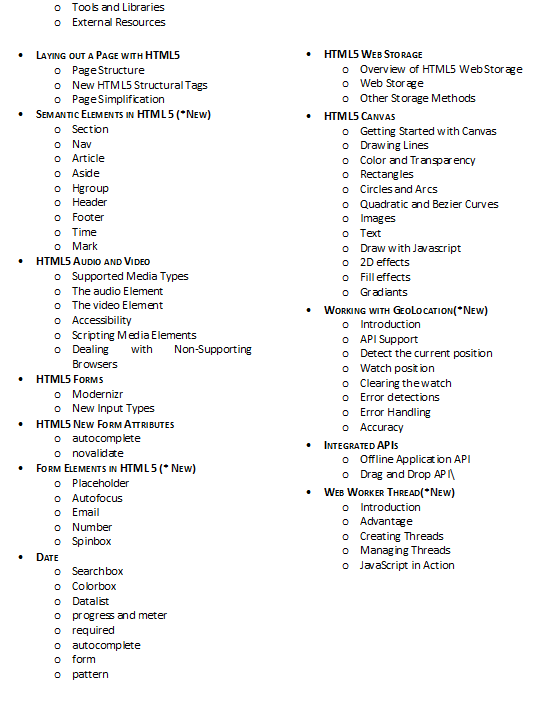 o Tools and Libraries
o External Resources
• LAYING OUT A PAGE WITH HTML5
o Page Structure
o New HTML5 Structural Tags
o Page Simplification
• SEMANTIC ELEMENTS IN HTML 5 (*NEW)
o Section
o Nav
o Article
o Aside
o Hgroup
o Header
o Footer
o Time
o Mark
• HTML5 AUDIO AND VIDEO
o Supported Media Types
o The audio Element
o The video Element
o Accessibility
o Scripting Media Elements
o Dealing with Non-Supporting
Browsers
• HTML5 FORMS
o Modernizr
o New Input Types
• HTML5 NEW FORM ATTRIBUTES
o autocomplete
o novalidate
• FORM ELEMENTS IN HTML 5 (* NEW)
o Placeholder
o Autofocus
o Email
o Number
o Spinbox
• DATE
o Searchbox
o Colorbox
o Datalist
o progress and meter
o required
o autocomplete
o form
o pattern
• HTML5 WEB STORAGE
o Overview of HTML5 Web Storage
o Web Storage
o Other Storage Methods
• HTML5 CANVAS
o Getting Started with Canvas
o Drawing Lines
o Color and Transparency
o Rectangles
o Circles and Arcs
o Quadratic and Bezier Curves
o Images
o Text
o Draw with Javascript
o 2D effects
o Fill effects
o Gradiants
• WORKING WITH GEOLOCATION(*NEW)
o Introduction
o API Support
o Detect the current position
o Watch position
o Clearing the watch
o Error detections
o Error Handling
o Accuracy
• INTEGRATED APIS
o Offline Application API
o Drag and Drop API\
• WEB WORKER THREAD(*NEW)
o Introduction
o Advantage
o Creating Threads
o Managing Threads
o JavaScript in Action